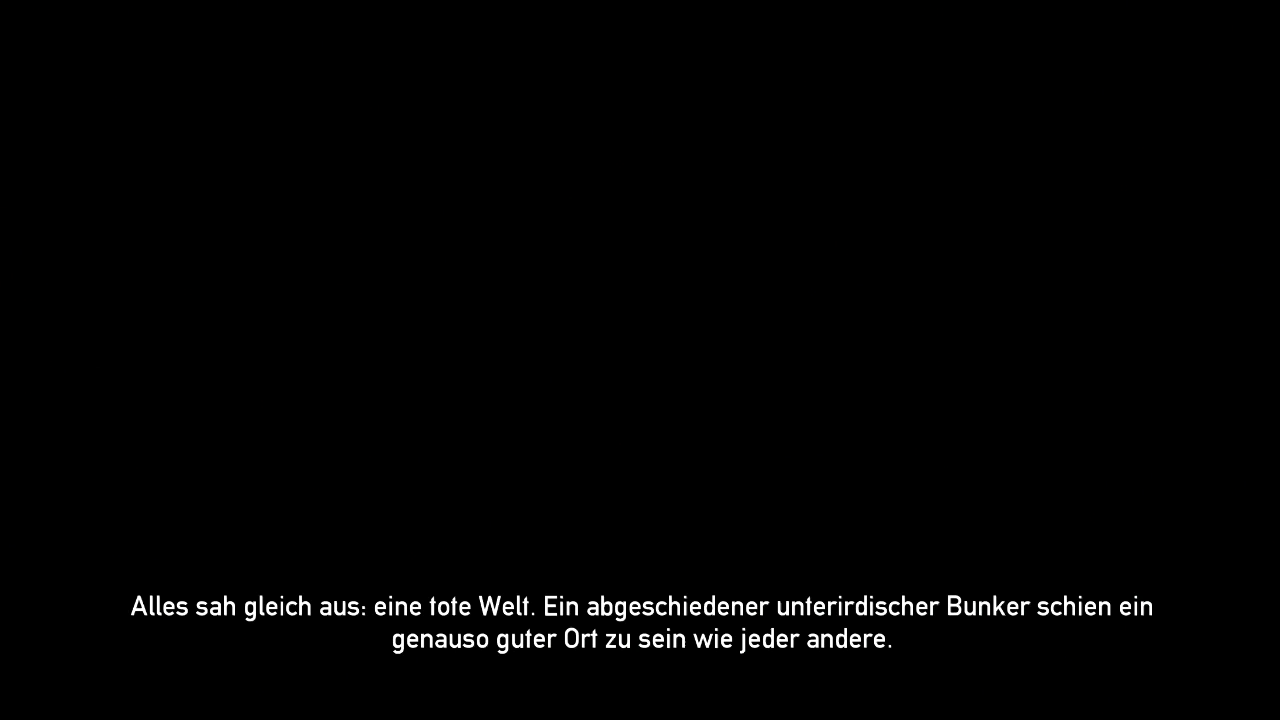 Alles sah gleich aus: eine tote Welt. Ein abgeschiedener unterirdischer Bunker schien ein
genauso guter Ort zu sein wie jeder andere.